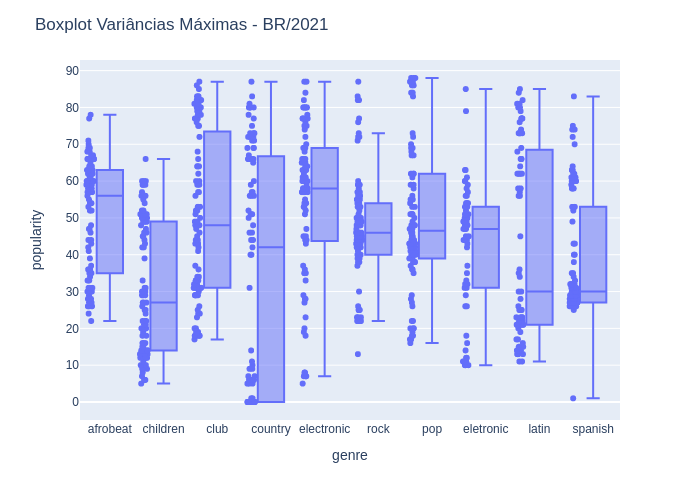 Boxplot Variâncias Máximas - BR/2021
90
80
70
60
50
40
30
20
10
0
popularity
afrobeat children club country electronic rock pop eletronic latin spanish
genre